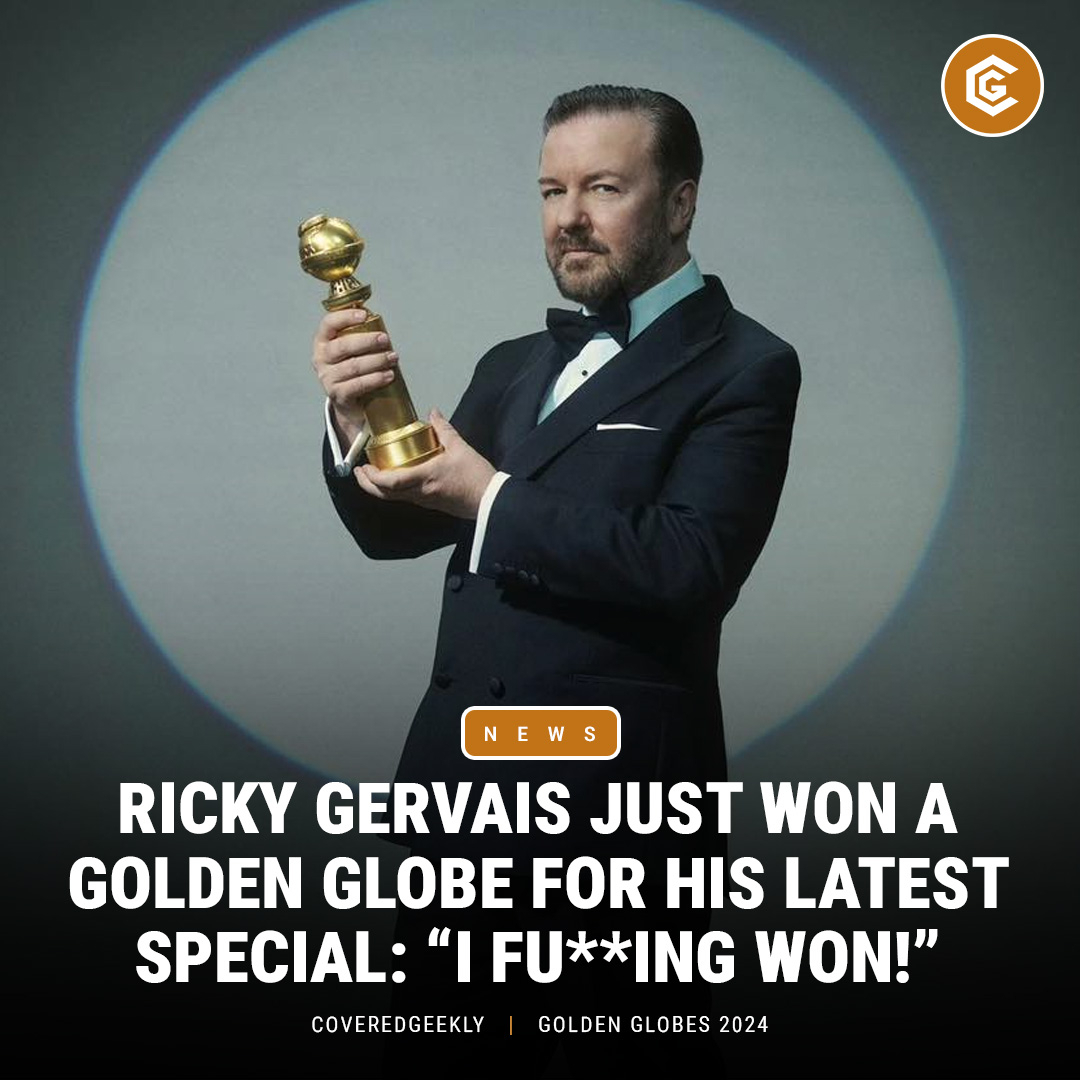 NEWS
RICKY GERVAIS JUST WON A
GOLDEN GLOBE FOR HIS LATEST
SPECIAL: “I FU**ING WON!”
COVEREDGEEKLY | GOLDEN GLOBES 2024